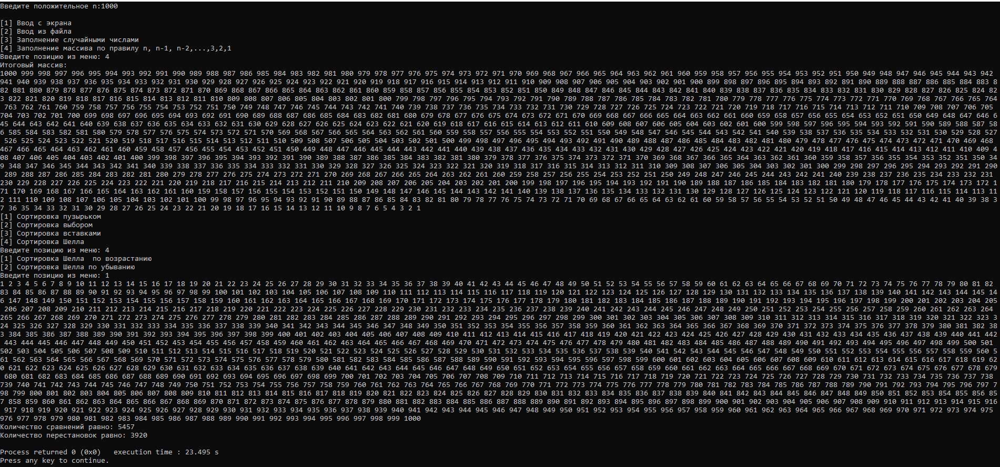 Введите положительное n:1000
[1] Ввод с экрана
[2] Ввод из файла
[3] Заполнение случайными числами
[4] Заполнение массива по правилу n, n-1, n-2,...,3,2,1
Введите позицию из меню: 4
Итоговый массив:
1000 999 998 997 996 995 994 993 992 991 990 989 988 987 986 985 984 983 982 981 980 979 978 977 976 975 974 973 972 971 970 969 968 967 966 965 964 963 962 961 960 959 958 957 956 955 954 953 952 951 950 949 948 947 946 945 944 943 942
941 940 939 938 937 936 935 934 933 932 931 930 929 928 927 926 925 924 923 922 921 920 919 918 917 916 915 914 913 912 911 910 909 908 907 906 905 904 903 902 901 900 899 898 897 896 895 894 893 892 891 890 889 888 887 886 885 884 883 8
82 881 880 879 878 877 876 875 874 873 872 871 870 869 868 867 866 865 864 863 862 861 860 859 858 857 856 855 854 853 852 851 850 849 848 847 846 845 844 843 842 841 840 839 838 837 836 835 834 833 832 831 830 829 828 827 826 825 824 82
3 822 821 820 819 818 817 816 815 814 813 812 811 810 809 808 807 806 805 804 803 802 801 800 799 798 797 796 795 794 793 792 791 790 789 788 787 786 785 784 783 782 781 780 779 778 777 776 775 774 773 772 771 770 769 768 767 766 765 764
763 762 761 760 759 758 757 756 755 754 753 752 751 750 749 748 747 746 745 744 743 742 741 740 739 738 737 736 735 734 733 732 731 730 729 728 727 726 725 724 723 722 721 720 719 718 717 716 715 714 713 712 711 710 709 708 707 706 705
704 703 702 701 700 699 698 697 696 695 694 693 692 691 690 689 688 687 686 685 684 683 682 681 680 679 678 677 676 675 674 673 672 671 670 669 668 667 666 665 664 663 662 661 660 659 658 657 656 655 654 653 652 651 650 649 648 647 646 6
45 644 643 642 641 640 639 638 637 636 635 634 633 632 631 630 629 628 627 626 625 624 623 622 621 620 619 618 617 616 615 614 613 612 611 610 609 608 607 606 605 604 603 602 601 600 599 598 597 596 595 594 593 592 591 590 589 588 587 58
6 585 584 583 582 581 580 579 578 577 576 575 574 573 572 571 570 569 568 567 566 565 564 563 562 561 560 559 558 557 556 555 554 553 552 551 550 549 548 547 546 545 544 543 542 541 540 539 538 537 536 535 534 533 532 531 530 529 528 527
526 525 524 523 522 521 520 519 518 517 516 515 514 513 512 511 510 509 508 507 506 505 504 503 502 501 500 499 498 497 496 495 494 493 492 491 490 489 488 487 486 485 484 483 482 481 480 479 478 477 476 475 474 473 472 471 470 469 468
467 466 465 464 463 462 461 460 459 458 457 456 455 454 453 452 451 450 449 448 447 446 445 444 443 442 441 440 439 438 437 436 435 434 433 432 431 430 429 428 427 426 425 424 423 422 421 420 419 418 417 416 415 414 413 412 411 410 409 4
08 407 406 405 404 403 402 401 400 399 398 397 396 395 394 393 392 391 390 389 388 387 386 385 384 383 382 381 380 379 378 377 376 375 374 373 372 371 370 369 368 367 366 365 364 363 362 361 360 359 358 357 356 355 354 353 352 351 350 34
9 348 347 346 345 344 343 342 341 340 339 338 337 336 335 334 333 332 331 330 329 328 327 326 325 324 323 322 321 320 319 318 317 316 315 314 313 312 311 310 309 308 307 306 305 304 303 302 301 300 299 298 297 296 295 294 293 292 291 290
289 288 287 286 285 284 283 282 281 280 279 278 277 276 275 274 273 272 271 270 269 268 267 266 265 264 263 262 261 260 259 258 257 256 255 254 253 252 251 250 249 248 247 246 245 244 243 242 241 240 239 238 237 236 235 234 233 232 231
230 229 228 227 226 225 224 223 222 221 220 219 218 217 216 215 214 213 212 211 210 209 208 207 206 205 204 203 202 201 200 199 198 197 196 195 194 193 192 191 190 189 188 187 186 185 184 183 182 181 180 179 178 177 176 175 174 173 172 1
71 170 169 168 167 166 165 164 163 162 161 160 159 158 157 156 155 154 153 152 151 150 149 148 147 146 145 144 143 142 141 140 139 138 137 136 135 134 133 132 131 130 129 128 127 126 125 124 123 122 121 120 119 118 117 116 115 114 113 11
2 111 110 109 108 107 106 105 104 103 102 101 100 99 98 97 96 95 94 93 92 91 90 89 88 87 86 85 84 83 82 81 80 79 78 77 76 75 74 73 72 71 70 69 68 67 66 65 64 63 62 61 60 59 58 57 56 55 54 53 52 51 50 49 48 47 46 45 44 43 42 41 40 39 38 3
7 36 35 34 33 32 31 30 29 28 27 26 25 24 23 22 21 20 19 18 17 16 15 14 13 12 11 10 9 8 7 6 5 4 3 2 1
[1] Сортировка пузырьком
[2] Сортировка выбором
[3] Сортировка вставками
[4] Сортировка Шелла
Введите позицию из меню: 4
[1] Сортировка Шелла  по возрастанию
[2] Сортировка Шелла по убыванию
Введите позицию из меню: 1
1 2 3 4 5 6 7 8 9 10 11 12 13 14 15 16 17 18 19 20 21 22 23 24 25 26 27 28 29 30 31 32 33 34 35 36 37 38 39 40 41 42 43 44 45 46 47 48 49 50 51 52 53 54 55 56 57 58 59 60 61 62 63 64 65 66 67 68 69 70 71 72 73 74 75 76 77 78 79 80 81 82
83 84 85 86 87 88 89 90 91 92 93 94 95 96 97 98 99 100 101 102 103 104 105 106 107 108 109 110 111 112 113 114 115 116 117 118 119 120 121 122 123 124 125 126 127 128 129 130 131 132 133 134 135 136 137 138 139 140 141 142 143 144 145 14
6 147 148 149 150 151 152 153 154 155 156 157 158 159 160 161 162 163 164 165 166 167 168 169 170 171 172 173 174 175 176 177 178 179 180 181 182 183 184 185 186 187 188 189 190 191 192 193 194 195 196 197 198 199 200 201 202 203 204 205
206 207 208 209 210 211 212 213 214 215 216 217 218 219 220 221 222 223 224 225 226 227 228 229 230 231 232 233 234 235 236 237 238 239 240 241 242 243 244 245 246 247 248 249 250 251 252 253 254 255 256 257 258 259 260 261 262 263 264
265 266 267 268 269 270 271 272 273 274 275 276 277 278 279 280 281 282 283 284 285 286 287 288 289 290 291 292 293 294 295 296 297 298 299 300 301 302 303 304 305 306 307 308 309 310 311 312 313 314 315 316 317 318 319 320 321 322 323 3
24 325 326 327 328 329 330 331 332 333 334 335 336 337 338 339 340 341 342 343 344 345 346 347 348 349 350 351 352 353 354 355 356 357 358 359 360 361 362 363 364 365 366 367 368 369 370 371 372 373 374 375 376 377 378 379 380 381 382 38
3 384 385 386 387 388 389 390 391 392 393 394 395 396 397 398 399 400 401 402 403 404 405 406 407 408 409 410 411 412 413 414 415 416 417 418 419 420 421 422 423 424 425 426 427 428 429 430 431 432 433 434 435 436 437 438 439 440 441 442
443 444 445 446 447 448 449 450 451 452 453 454 455 456 457 458 459 460 461 462 463 464 465 466 467 468 469 470 471 472 473 474 475 476 477 478 479 480 481 482 483 484 485 486 487 488 489 490 491 492 493 494 495 496 497 498 499 500 501
502 503 504 505 506 507 508 509 510 511 512 513 514 515 516 517 518 519 520 521 522 523 524 525 526 527 528 529 530 531 532 533 534 535 536 537 538 539 540 541 542 543 544 545 546 547 548 549 550 551 552 553 554 555 556 557 558 559 560 5
61 562 563 564 565 566 567 568 569 570 571 572 573 574 575 576 577 578 579 580 581 582 583 584 585 586 587 588 589 590 591 592 593 594 595 596 597 598 599 600 601 602 603 604 605 606 607 608 609 610 611 612 613 614 615 616 617 618 619 62
0 621 622 623 624 625 626 627 628 629 630 631 632 633 634 635 636 637 638 639 640 641 642 643 644 645 646 647 648 649 650 651 652 653 654 655 656 657 658 659 660 661 662 663 664 665 666 667 668 669 670 671 672 673 674 675 676 677 678 679
680 681 682 683 684 685 686 687 688 689 690 691 692 693 694 695 696 697 698 699 700 701 702 703 704 705 706 707 708 709 710 711 712 713 714 715 716 717 718 719 720 721 722 723 724 725 726 727 728 729 730 731 732 733 734 735 736 737 738
739 740 741 742 743 744 745 746 747 748 749 750 751 752 753 754 755 756 757 758 759 760 761 762 763 764 765 766 767 768 769 770 771 772 773 774 775 776 777 778 779 780 781 782 783 784 785 786 787 788 789 790 791 792 793 794 795 796 797 7
98 799 800 801 802 803 804 805 806 807 808 809 810 811 812 813 814 815 816 817 818 819 820 821 822 823 824 825 826 827 828 829 830 831 832 833 834 835 836 837 838 839 840 841 842 843 844 845 846 847 848 849 850 851 852 853 854 855 856 85
7 858 859 860 861 862 863 864 865 866 867 868 869 870 871 872 873 874 875 876 877 878 879 880 881 882 883 884 885 886 887 888 889 890 891 892 893 894 895 896 897 898 899 900 901 902 903 904 905 906 907 908 909 910 911 912 913 914 915 916
917 918 919 920 921 922 923 924 925 926 927 928 929 930 931 932 933 934 935 936 937 938 939 940 941 942 943 944 945 946 947 948 949 950 951 952 953 954 955 956 957 958 959 960 961 962 963 964 965 966 967 968 969 970 971 972 973 974 975
976 977 978 979 980 981 982 983 984 985 986 987 988 989 990 991 992 993 994 995 996 997 998 999 1000
Количество сравнений равно: 5457
Количество перестановок равно: 3920
Process returned 0 (0x0)   execution time : 23.495 s
Press any key to continue.